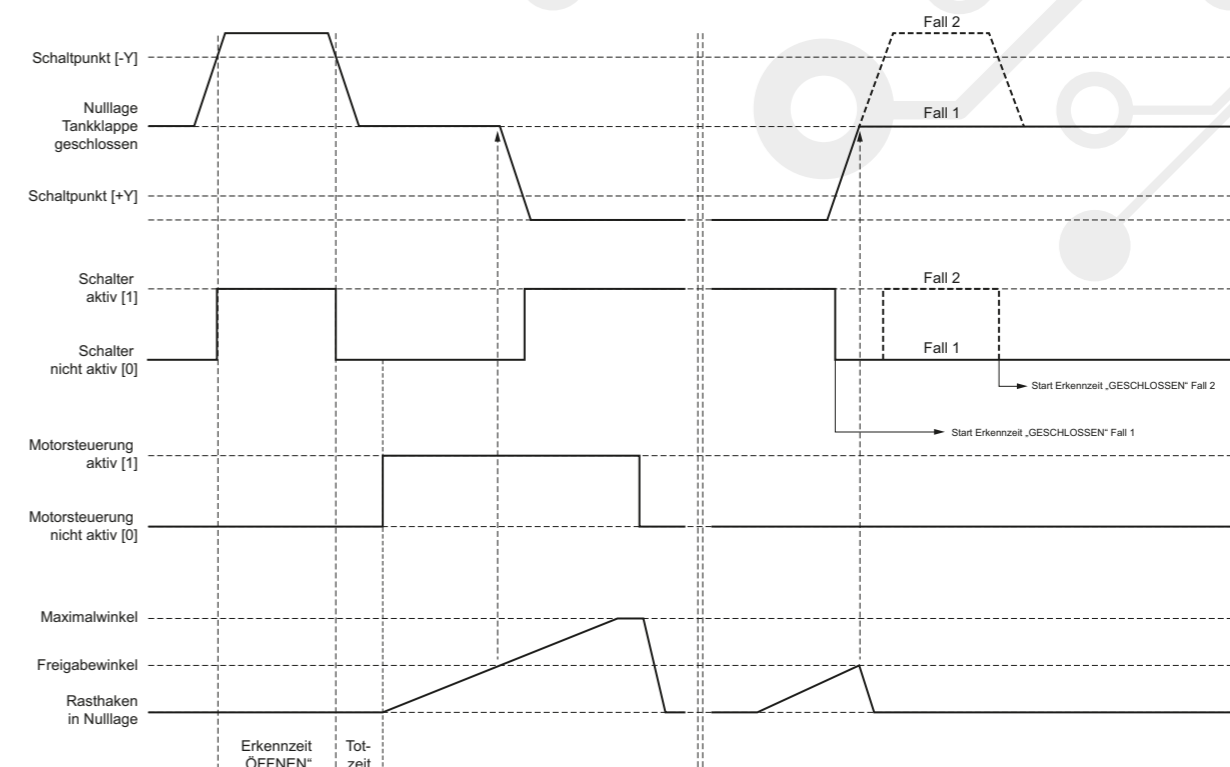 Fall 2
Schaltpunkt [-Y]
Nulllage
Tankklappe
geschlossen
Fall 1
Schaltpunkt [+Y]
Schalter
aktiv [1]
Fall 2
Schalter
nicht aktiv [0]
Fall 1
Start Erkennzeit „GESCHLOSSEN“ Fall 2
Start Erkennzeit „GESCHLOSSEN“ Fall 1
Motorsteuerung
aktiv [1]
Motorsteuerung
nicht aktiv [0]
Maximalwinkel
Freigabewinkel
Rasthaken
in Nulllage
Erkennzeit
ÖFFNEN“
Tot-
zeit